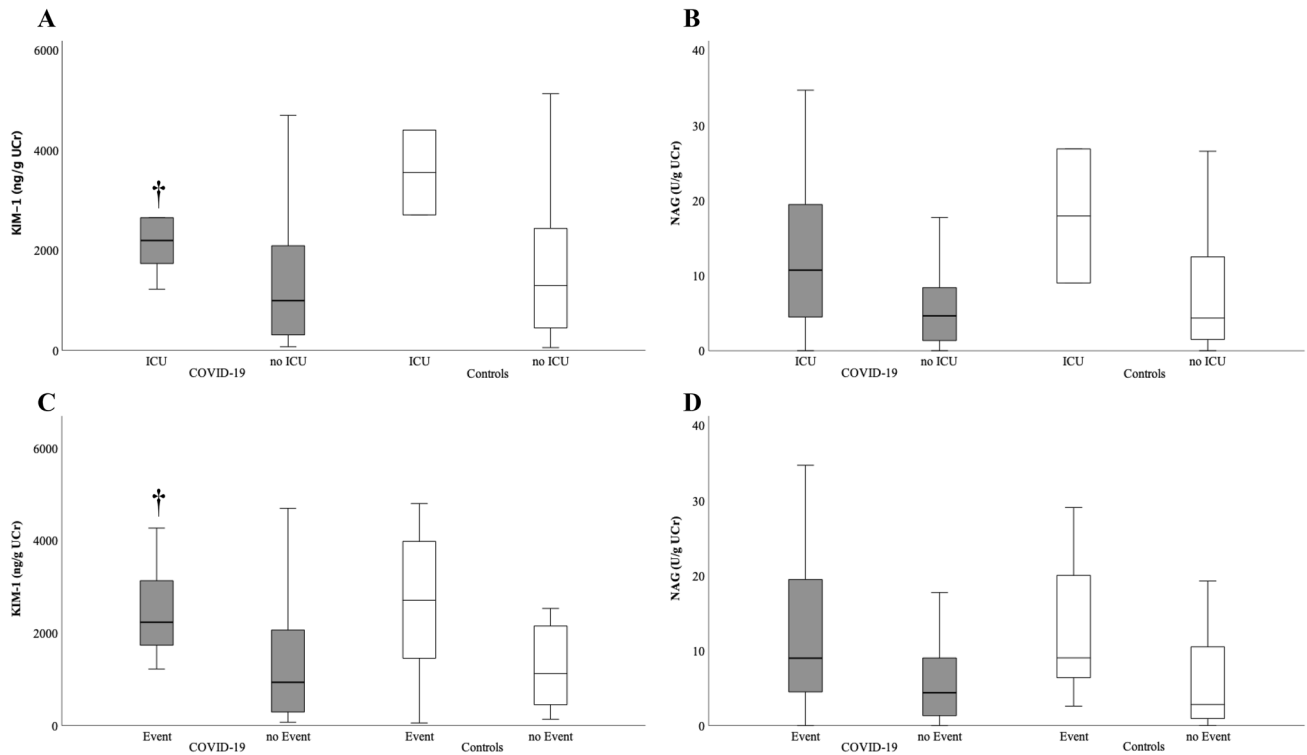 A
KIM-1 (ng/g UCr)
6000
4000
2000
0
†
ICU
no ICU
ICU
no ICU
COVID-19
Controls
B
NAG (U/g UCr)
40
30
20
10
0
ICU
no ICU
ICU
no ICU
COVID-19
Controls
C
KIM-1 (ng/g UCr)
6000
4000
2000
0
†
Event
no Event
Event
no Event
COVID-19
Controls
D
NAG (U/g UCr)
40
30
20
10
0
Event
no Event
Event
no Event
COVID-19
Controls